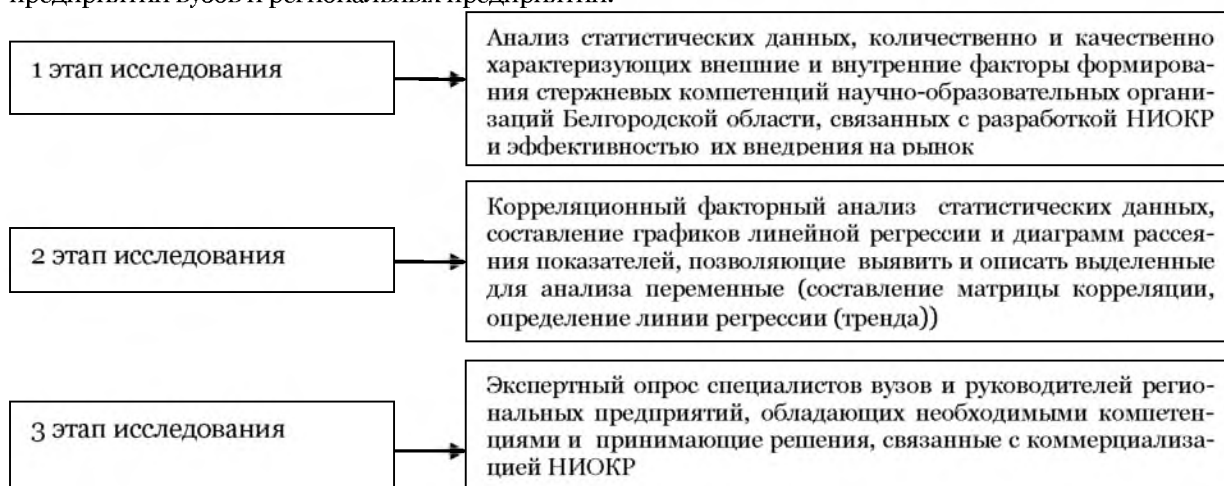 предприятий вузов и региональных предприятий.
1 этап исследования
Анализ статистических данных, количественно и качественно
характеризующих внешние и внутренние факторы формирова-
ния стержневых компетенций научно-образовательных органи-
заций Белгородской области, связанных с разработкой НИОКР
и эффективностью их внедрения на рынок
2 этап исследования
Корреляционный факторный анализ статистических данных,
составление графиков линейной регрессии и диаграмм рассея-
ния показателей, позволяющие выявить и описать выделенные
для анализа переменные (составление матрицы корреляции,
определение линии регрессии (тренда))
3 этап исследования
Экспертный опрос специалистов вузов и руководителей регио-
нальных предприятий, обладающих необходимыми компетен-
циями и принимающие решения, связанные с коммерциализа-
цией НИОКР